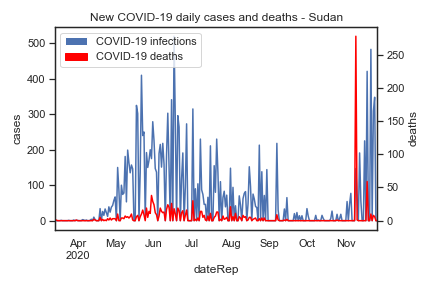 New COVID-19 daily cases and deaths - Sudan
COVID-19 infections
COVID-19 deaths
500
400
300
200
100
0
cases
250
200
150
100
50
0
deaths
Apr May Jun Jul Aug Sep Oct Nov
2020
dateRep